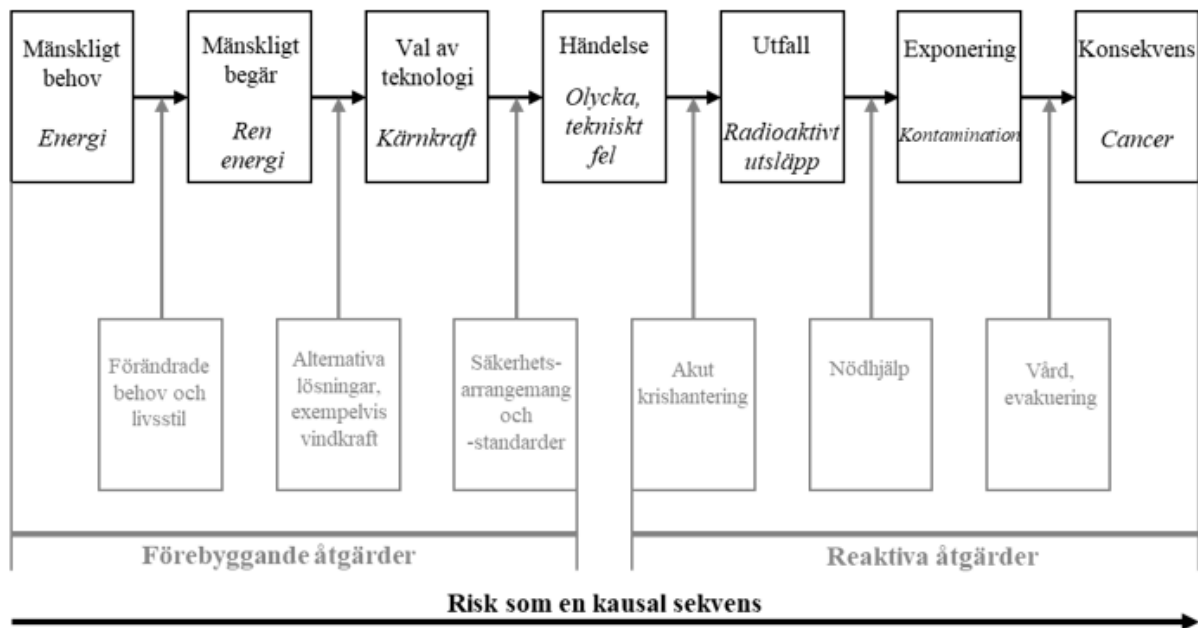 Mänskligt
behov
Energi
Mänskligt
begär
Ren
energi
Val av
teknologi
Kärnkraft
Händelse
Olycka,
tekniskt
fel
Utfall
Radioaktivt
utsläpp
Exponering
Kontamination
Konsekvens
Cancer
Förändrade
behov och
livsstil
Alternativa
lösningar,
exempelvis
vindkraft
Säkerhets-
arrangemang
och
-standarder
Akut
krishantering
Nödhjälp
Vård,
evakuering
Förebyggande åtgärder
Reaktiva åtgärder
Risk som en kausal sekvens